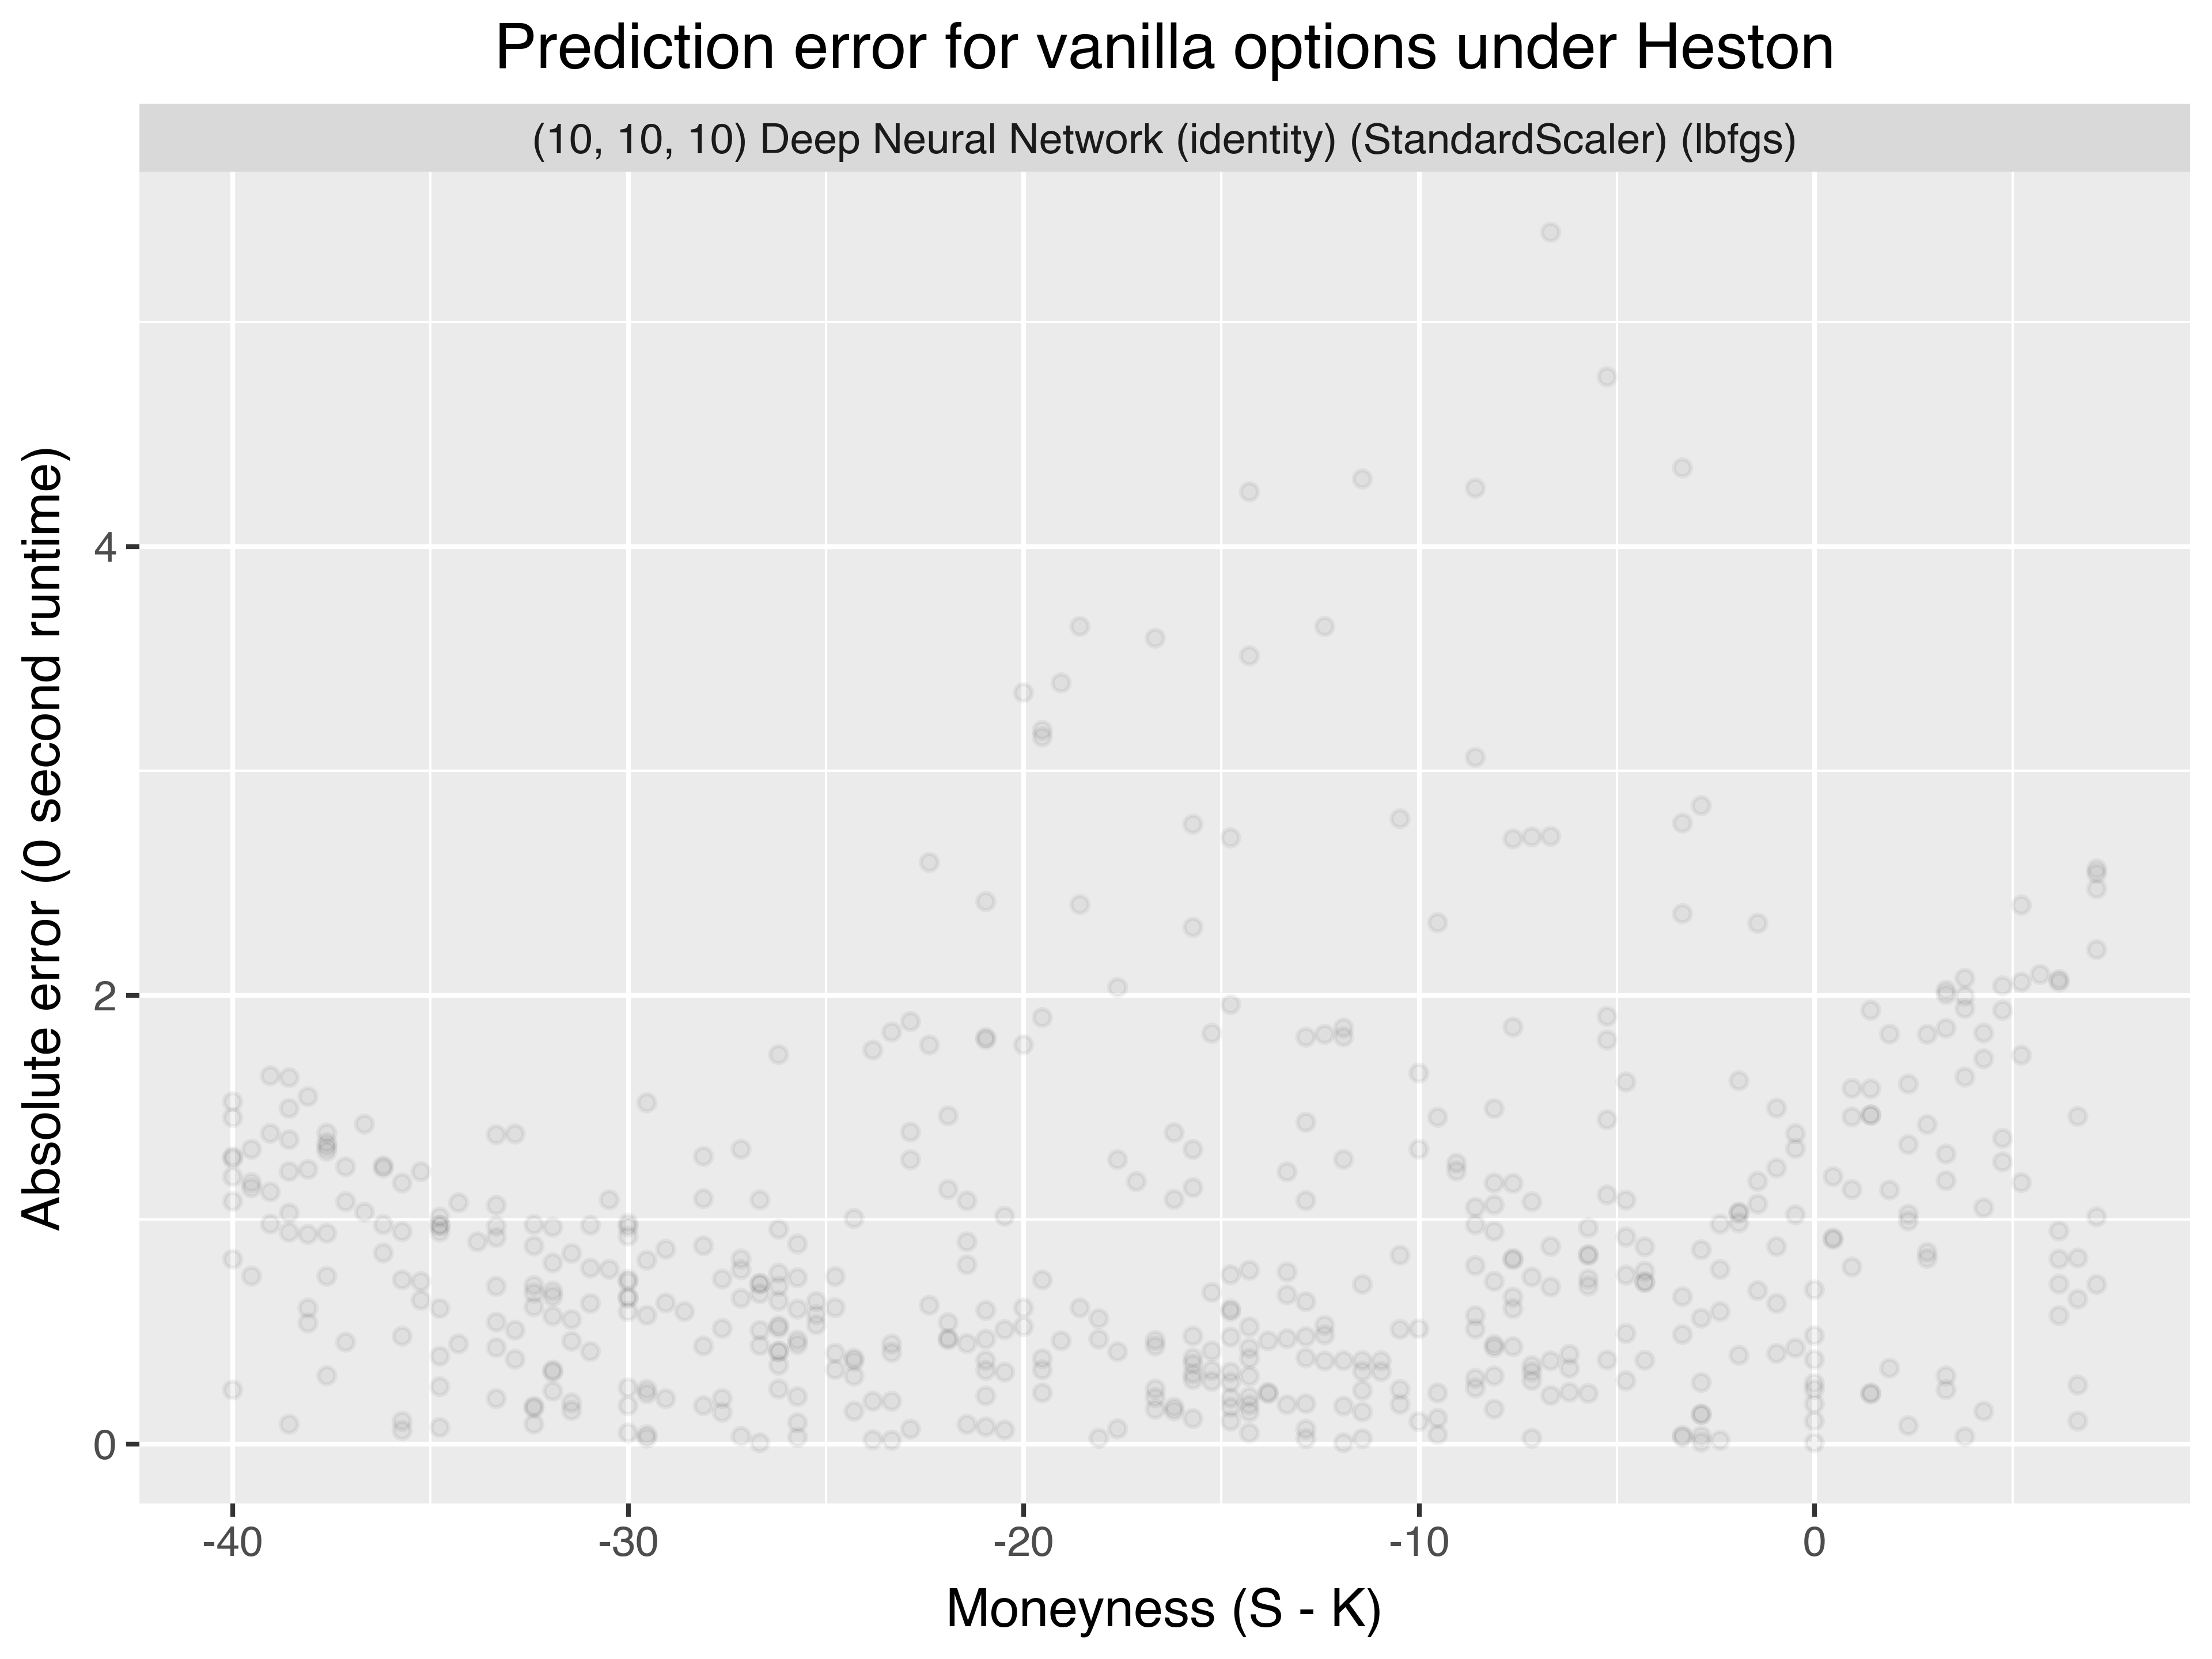 Prediction error for vanilla options under Heston
(10, 10, 10) Deep Neural Network (identity) (StandardScaler) (lbfgs)
Absolute error (0 second runtime)
4
2
0
-40
-30
-20
-10
0
Moneyness (S - K)